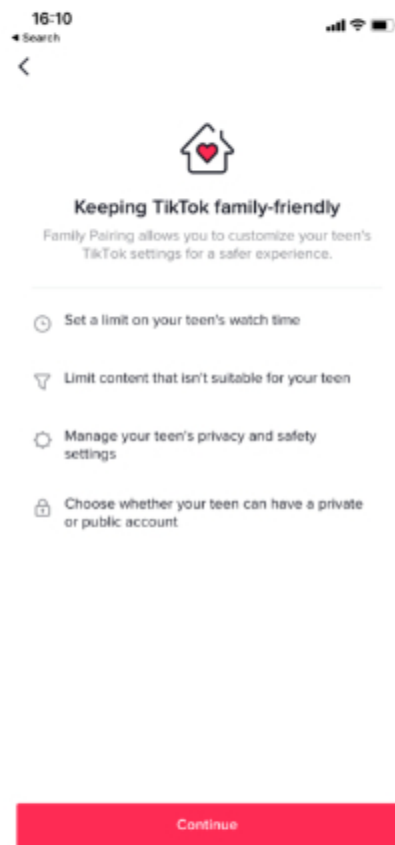 16:10
Search
Keeping TikTok family-friendly
Family Pairing allows you to customize your teen's
TikTok settings for a safer experience.
Set a limit on your teen's watch time
Limit content that isn't suitable for your teen
Manage your teen's privacy and safety
settings
Choose whether your teen can have a private
or public account
Continue